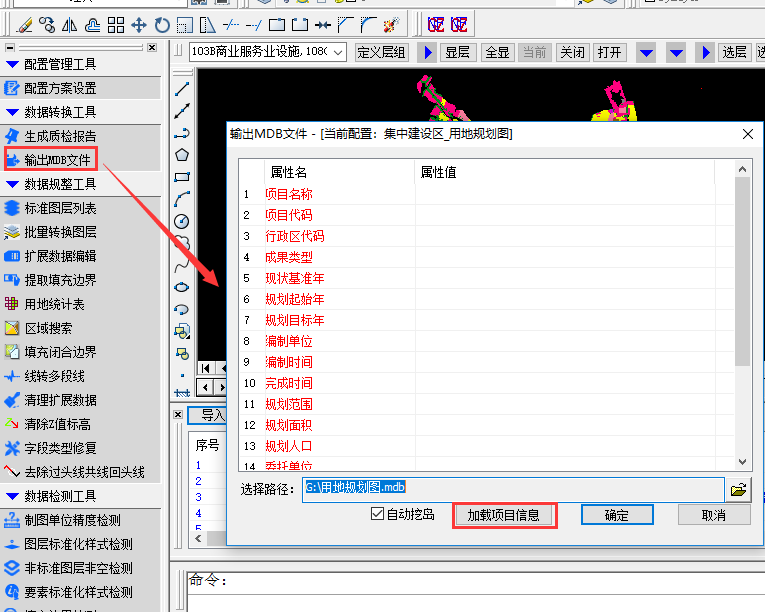 配置管理工具
配置方案设置
数据转换工具
生成质检报告
输出MDB文件
数据规整工具
标准图层列表
批量转换图层
扩展数据编辑
提取填充边界
用地统计表
区域搜索
填充闭合边界
线转多段线
清理扩展数据
清除Z值标高
字段类型修复
去除过头线共线回头线
数据检测工具
制图单位精度检测
图层标准化样式检测
非标准图层非空检测
要素标准化样式检测
103B商业服务业设施,1080 定义层组 显层 全显 当前 关闭 打开 选层
输出MDB文件 - [当前配置：集中建设区_用地规划图]
属性名 属性值
1 项目名称
2 项目代码
3 行政区代码
4 成果类型
5 现状基准年
6 规划起始年
7 规划目标年
8 编制单位
9 编制时间
10 完成时间
11 规划范围
12 规划面积
13 规划人口
14 委托单位
选择路径： G:\用地规划图.mdb
自动挖岛 加载项目信息 确定 取消
导入
序号
1
2
3
4
5
命令：